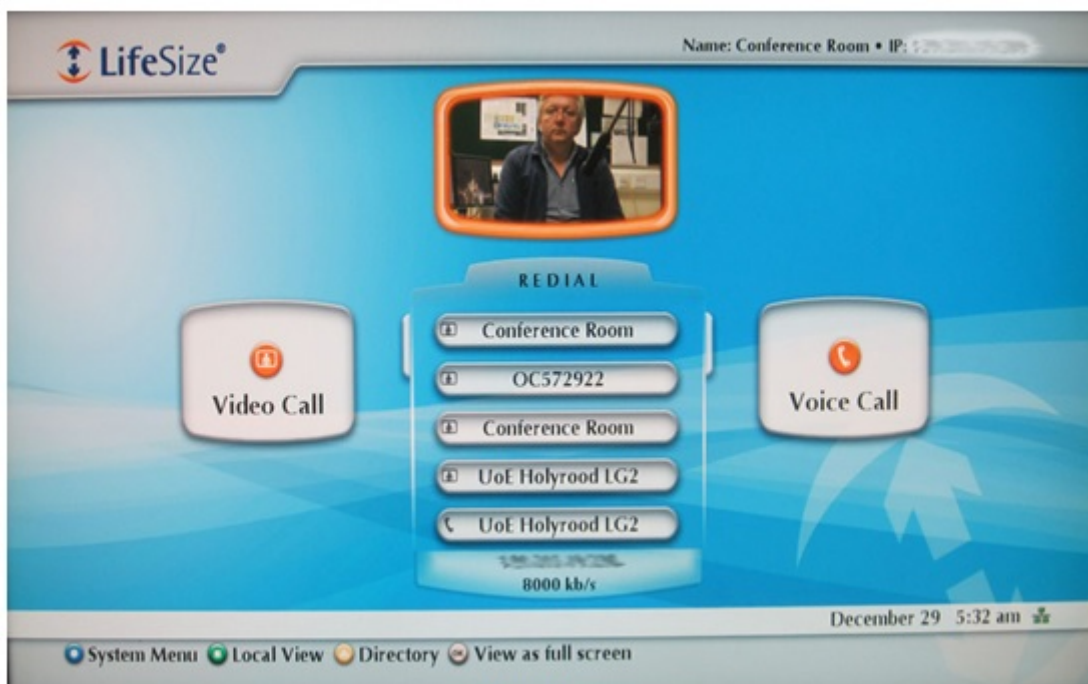 LifeSize®
Name: Conference Room • IP:
REDIAL
Conference Room
OC572922
Conference Room
UoE Holyrood LG2
UoE Holyrood LG2
8000 kb/s
Video Call
Voice Call
December 29 5:32 am
System Menu Local View Directory View as full screen